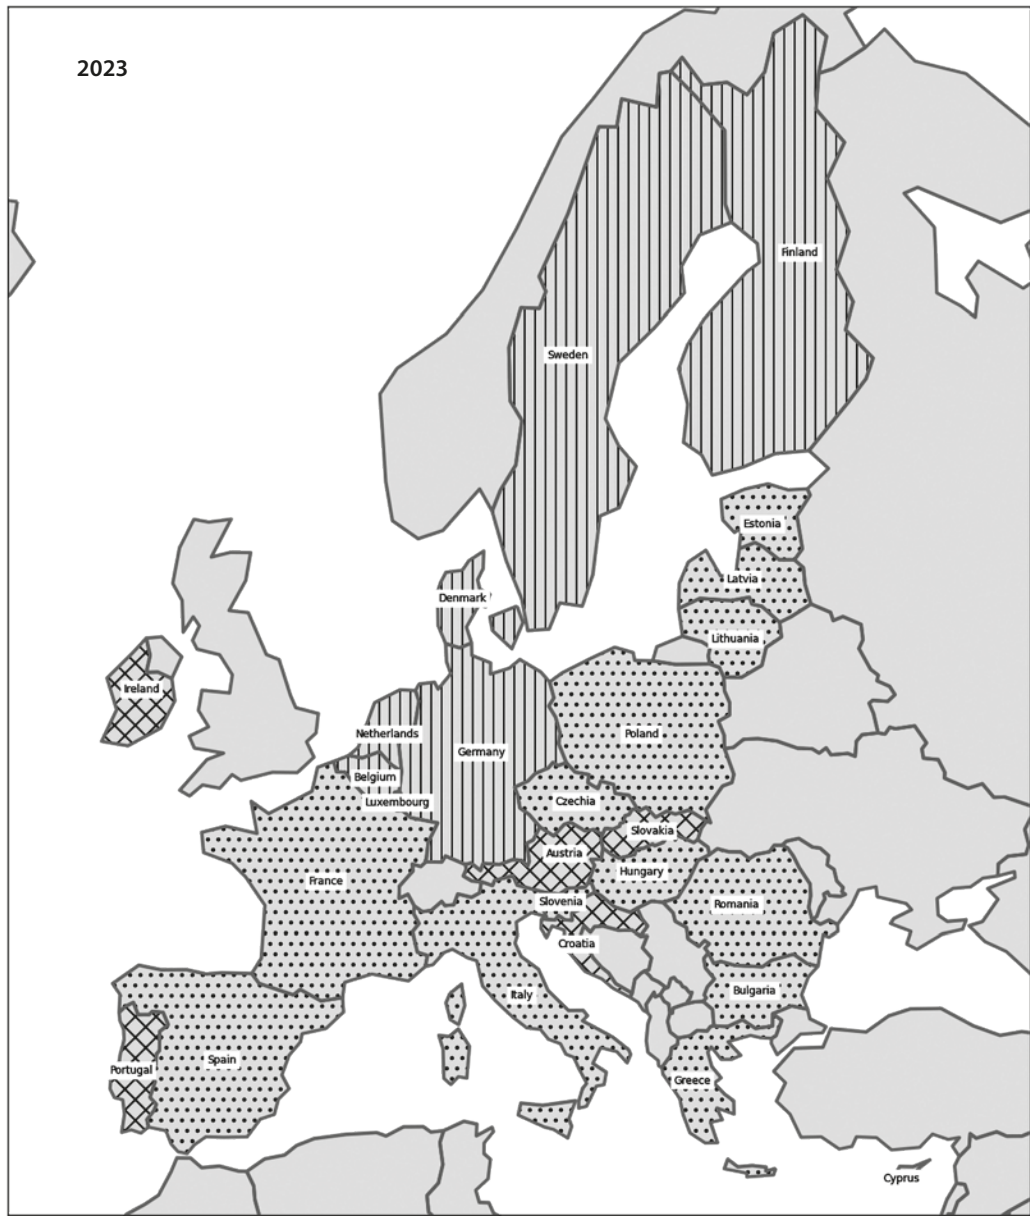 2023
Finland
Sweden
Estonia
Latvia
Denmark
Lithuania
Ireland
Netherlands
Poland
Germany
Belgium
Luxembourg
Czechia
Slovakia
Austria
Hungary
France
Slovenia
Romania
Croatia
Bulgaria
Italy
Spain
Portugal
Greece
Cyprus